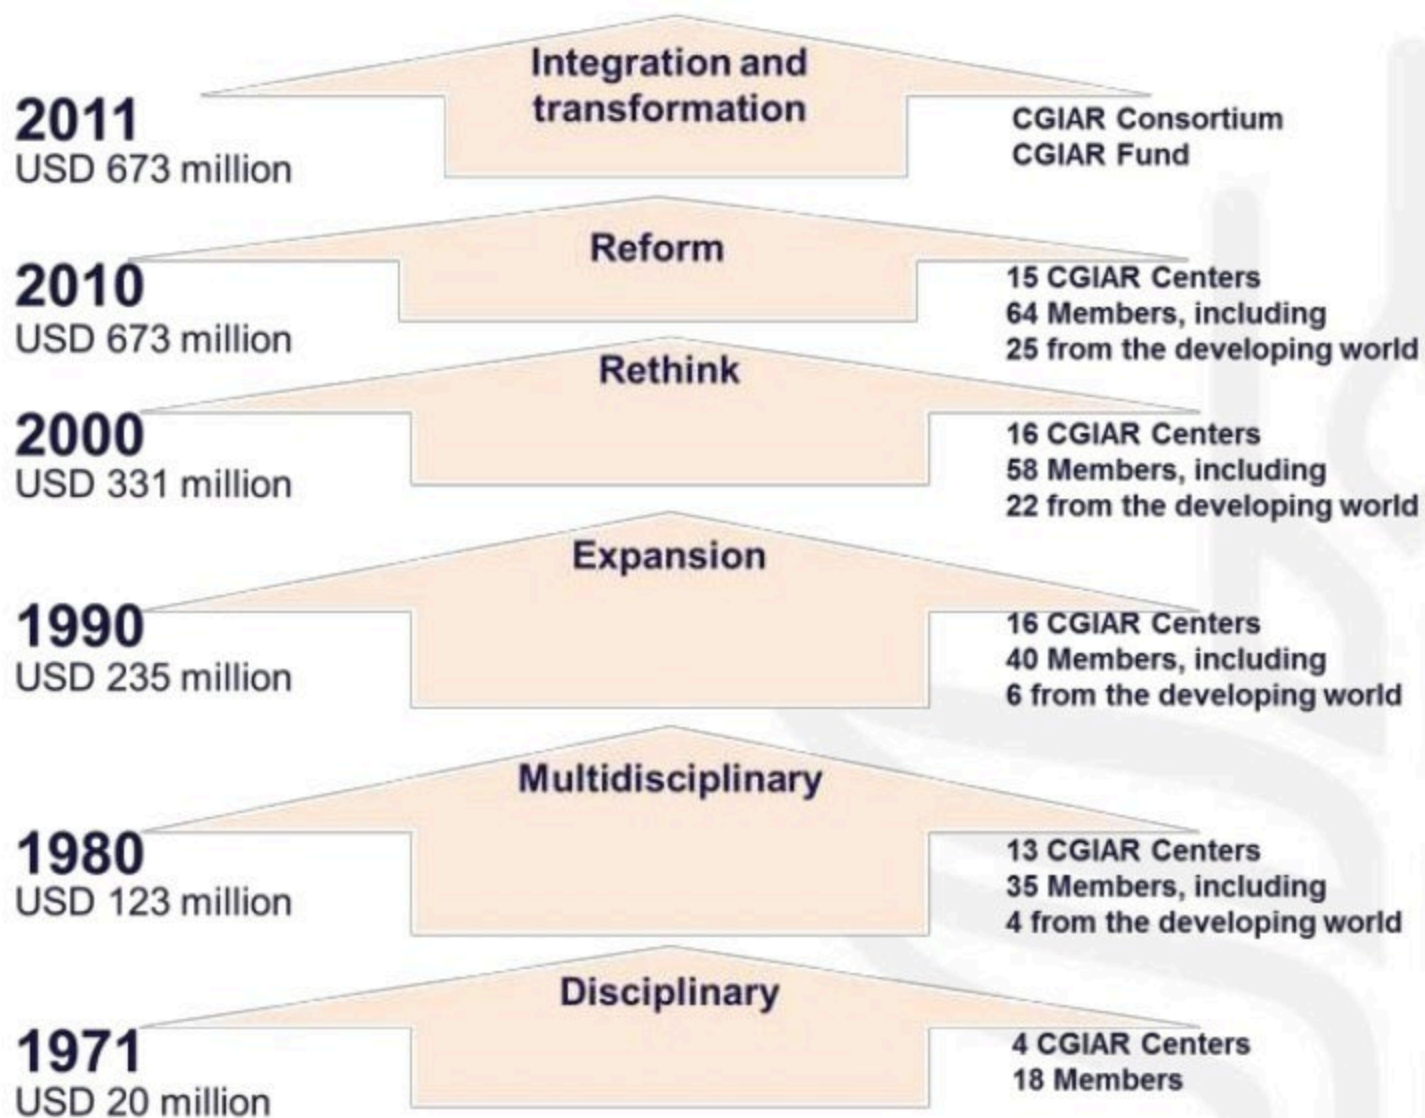 Integration and
transformation
2011
USD 673 million
CGIAR Consortium
CGIAR Fund
Reform
2010
USD 673 million
15 CGIAR Centers
64 Members, including
25 from the developing world
Rethink
2000
USD 331 million
16 CGIAR Centers
58 Members, including
22 from the developing world
Expansion
1990
USD 235 million
16 CGIAR Centers
40 Members, including
6 from the developing world
Multidisciplinary
1980
USD 123 million
13 CGIAR Centers
35 Members, including
4 from the developing world
Disciplinary
1971
USD 20 million
4 CGIAR Centers
18 Members